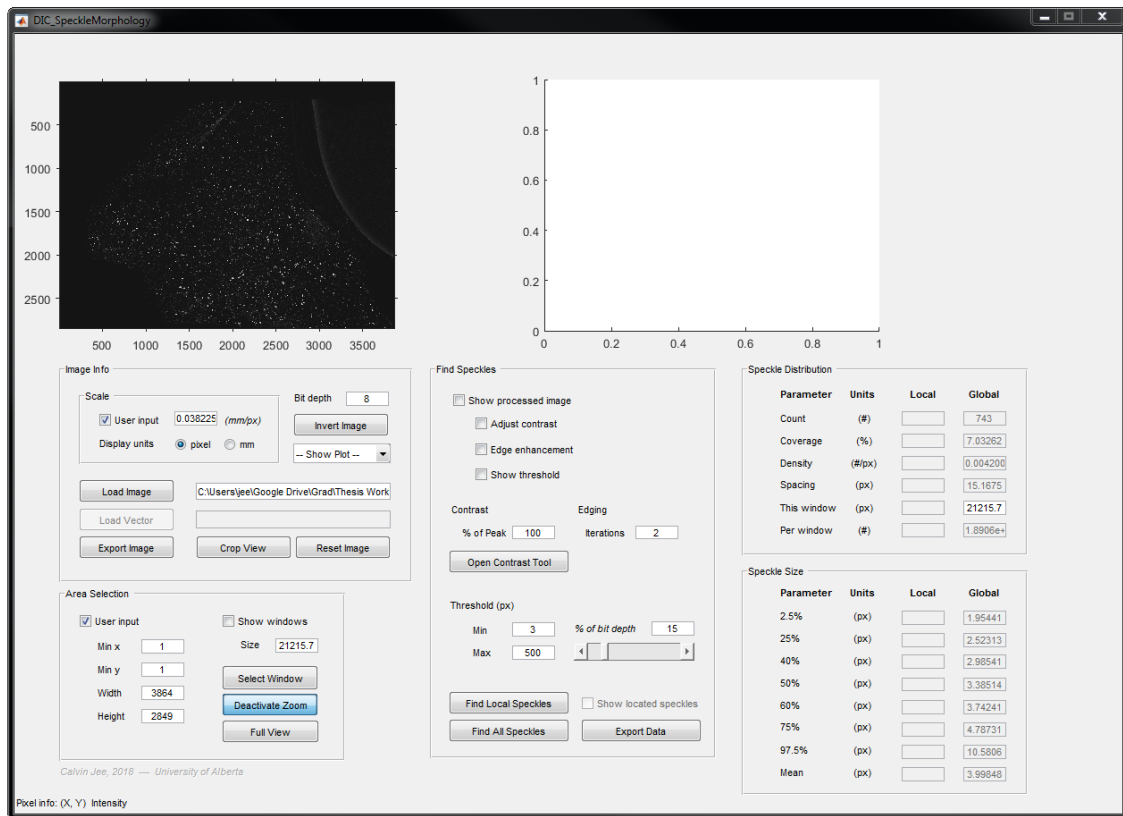 DIC_SpeckleMorphology
500
1000
1500
2000
2500
500 1000 1500 2000 2500 3000 3500
1
0.8
0.6
0.4
0.2
0
0 0.2 0.4 0.6 0.8 1
Image Info
Scale
User input 0.038225 (mm/px)
Display units pixel mm
Bit depth 8
Invert Image
-- Show Plot --
Load Image C:\Users\jee\Google Drive\Grad\Thesis Work
Load Vector
Export Image Crop View Reset Image
Area Selection
User input Show windows
Min x 1 Size 21215.7
Min y 1 Select Window
Width 3864 Deactivate Zoom
Height 2849 Full View
Calvin Jee, 2018 — University of Alberta
Pixel info: (X, Y) Intensity
Find Speckles
Show processed image
Adjust contrast
Edge enhancement
Show threshold
Contrast Edging
% of Peak 100 Iterations 2
Open Contrast Tool
Threshold (px)
Min 3 % of bit depth 15
Max 500
Find Local Speckles Show located speckles
Find All Speckles Export Data
Speckle Distribution
Parameter Units Local Global
Count (#) 743
Coverage (%) 7.03262
Density (#/px) 0.004200
Spacing (px) 15.1675
This window (px) 21215.7
Per window (#) 1.8906e+
Speckle Size
Parameter Units Local Global
2.5% (px) 1.95441
25% (px) 2.52313
40% (px) 2.98541
50% (px) 3.38514
60% (px) 3.74241
75% (px) 4.78731
97.5% (px) 10.5806
Mean (px) 3.99848